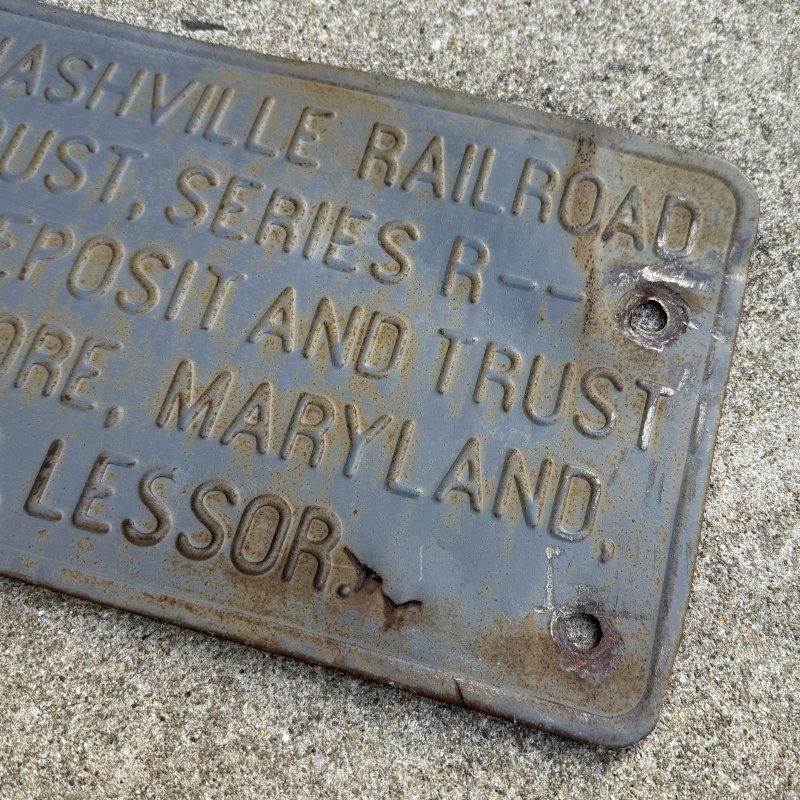 NASHVILLE RAILROAD
RUST, SERIES R--
EPOSIT AND TRUST
ORE, MARYLAND,
LESSOR.